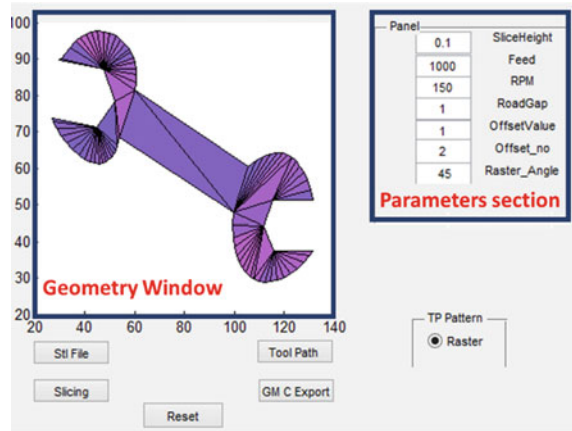 100
90
80
70
60
50
40
30
20
20 40 60 80 100 120 140
Geometry Window
Panel
0.1 SliceHeight
1000 Feed
150 RPM
1 RoadGap
1 OffsetValue
2 Offset_no
45 Raster_Angle
Parameters section
Stl File
Tool Path
Slicing
GM C Export
Reset
TP Pattern
Raster